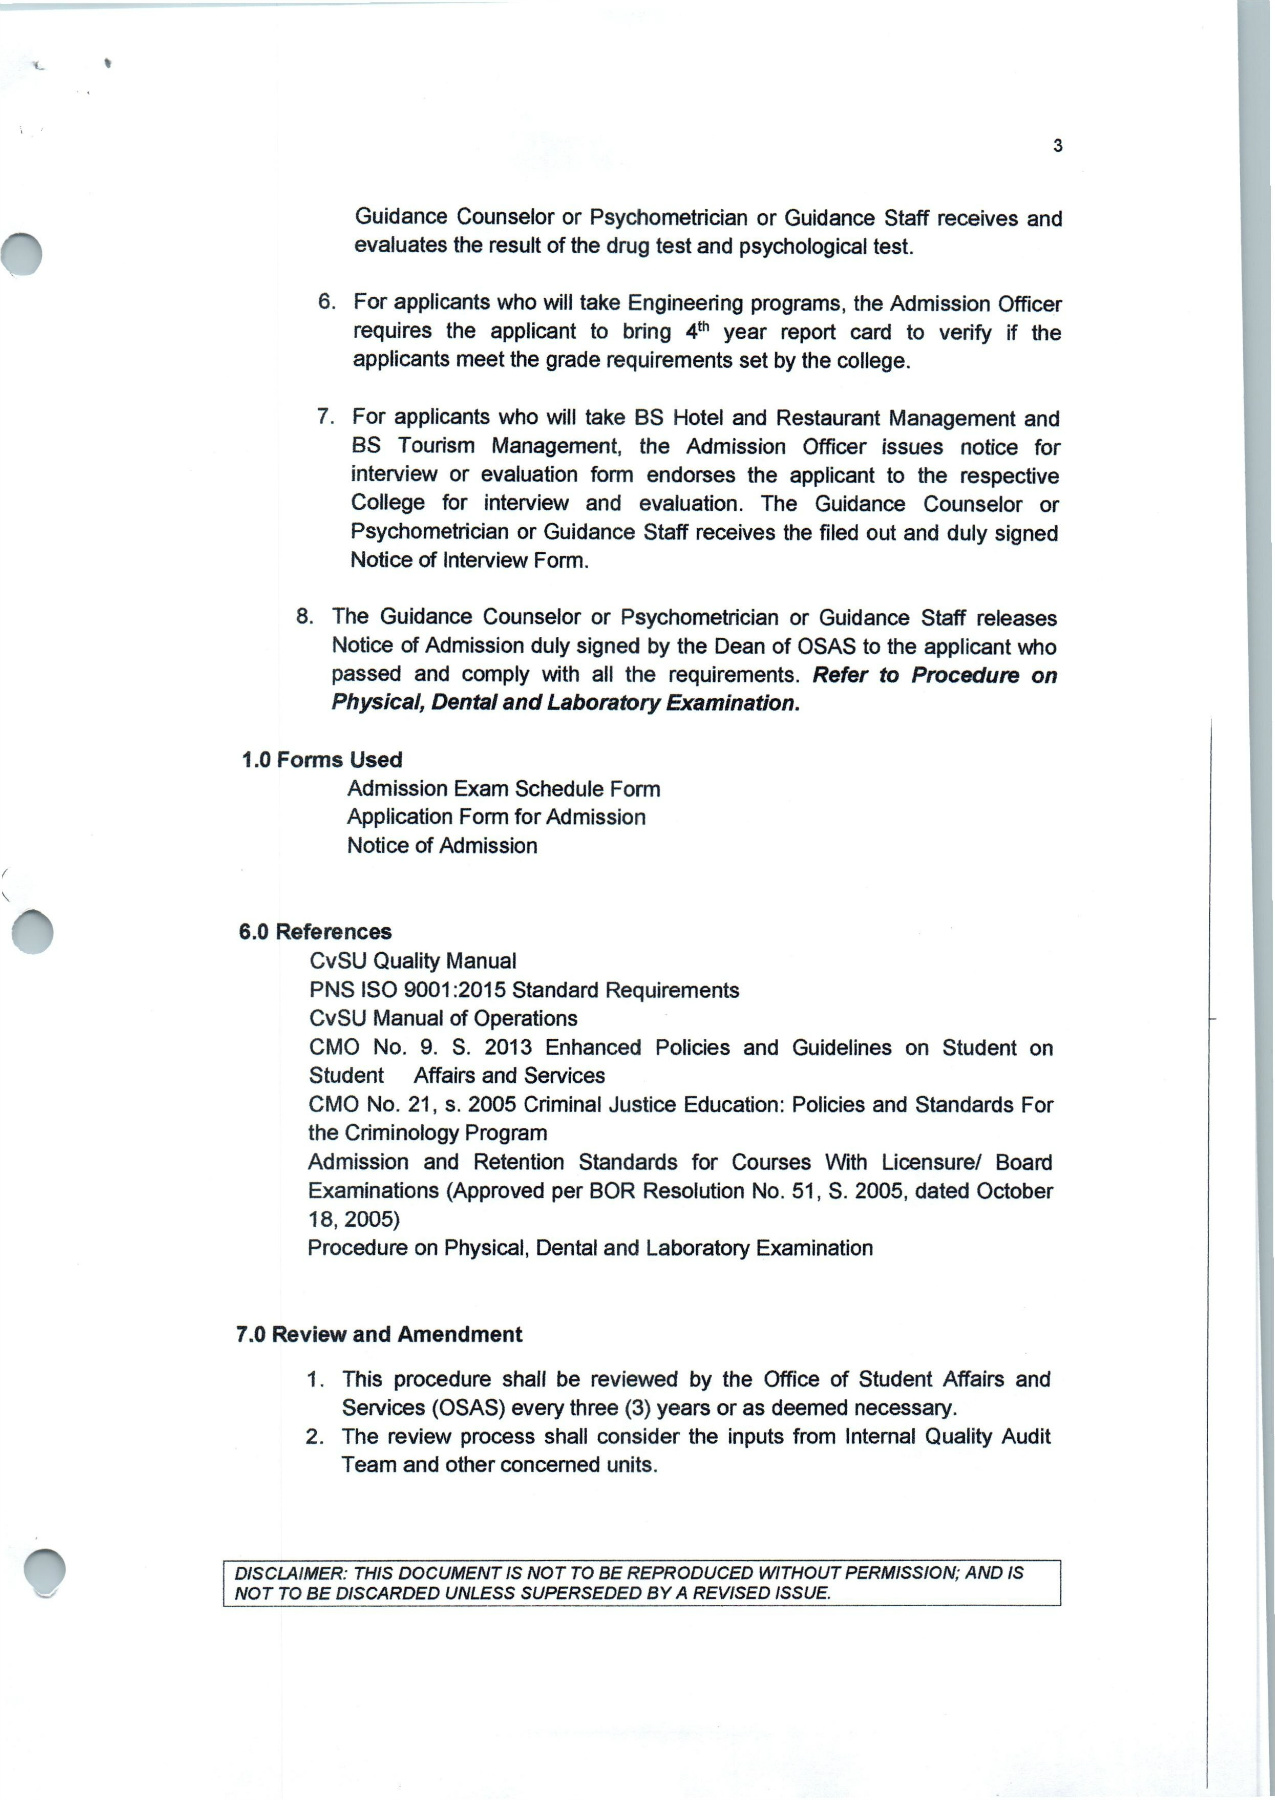 3
Guidance Counselor or Psychometrician or Guidance Staff receives and
evaluates the result of the drug test and psychological test.
6. For applicants who will take Engineering programs, the Admission Officer
requires the applicant to bring 4th year report card to verify if the
applicants meet the grade requirements set by the college.
7. For applicants who will take BS Hotel and Restaurant Management and
BS Tourism Management, the Admission Officer issues notice for
interview or evaluation form endorses the applicant to the respective
College for interview and evaluation. The Guidance Counselor or
Psychometrician or Guidance Staff receives the filed out and duly signed
Notice of Interview Form.
8. The Guidance Counselor or Psychometrician or Guidance Staff releases
Notice of Admission duly signed by the Dean of OSAS to the applicant who
passed and comply with all the requirements. Refer to Procedure on
Physical, Dental and Laboratory Examination.
1.0 Forms Used
Admission Exam Schedule Form
Application Form for Admission
Notice of Admission
6.0 References
CvSU Quality Manual
PNS ISO 9001:2015 Standard Requirements
CvSU Manual of Operations
CMO No. 9. S. 2013 Enhanced Policies and Guidelines on Student on
Student Affairs and Services
CMO No. 21, s. 2005 Criminal Justice Education: Policies and Standards For
the Criminology Program
Admission and Retention Standards for Courses With Licensure/ Board
Examinations (Approved per BOR Resolution No. 51, S. 2005, dated October
18, 2005)
Procedure on Physical, Dental and Laboratory Examination
7.0 Review and Amendment
1. This procedure shall be reviewed by the Office of Student Affairs and
Services (OSAS) every three (3) years or as deemed necessary.
2. The review process shall consider the inputs from Internal Quality Audit
Team and other concerned units.
DISCLAIMER: THIS DOCUMENT IS NOT TO BE REPRODUCED WITHOUT PERMISSION; AND IS
NOT TO BE DISCARDED UNLESS SUPERSEDED BY A REVISED ISSUE.